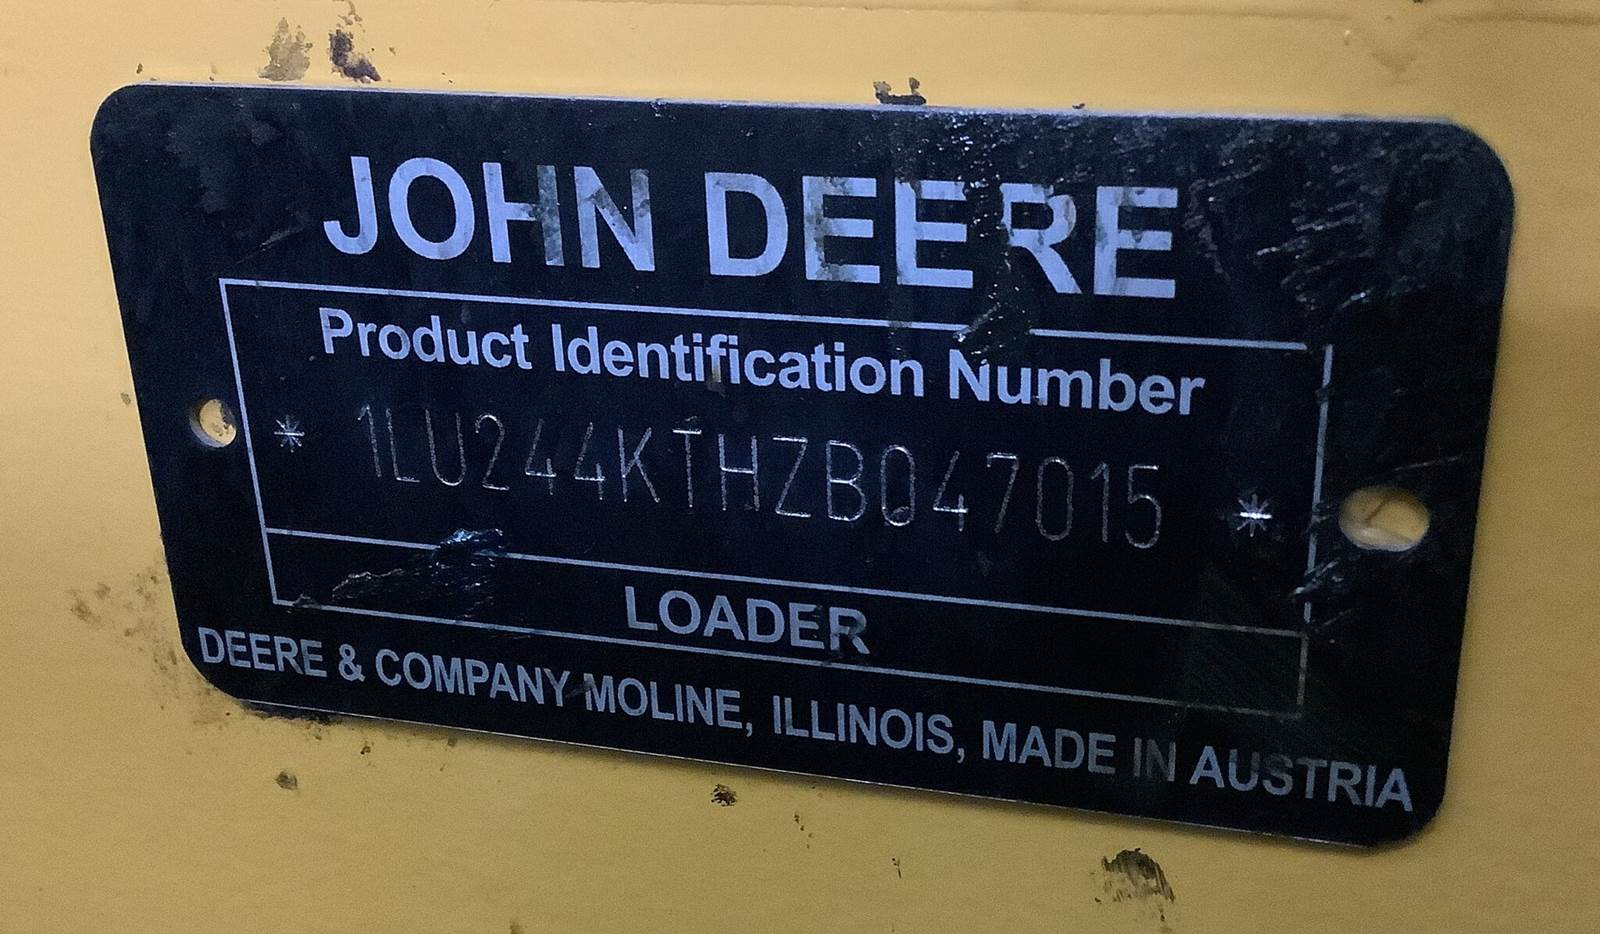 JOHN DEERE
Product Identification Number
* 1LU244KTHZB047015 *
LOADER
DEERE & COMPANY MOLINE, ILLINOIS, MADE IN AUSTRIA